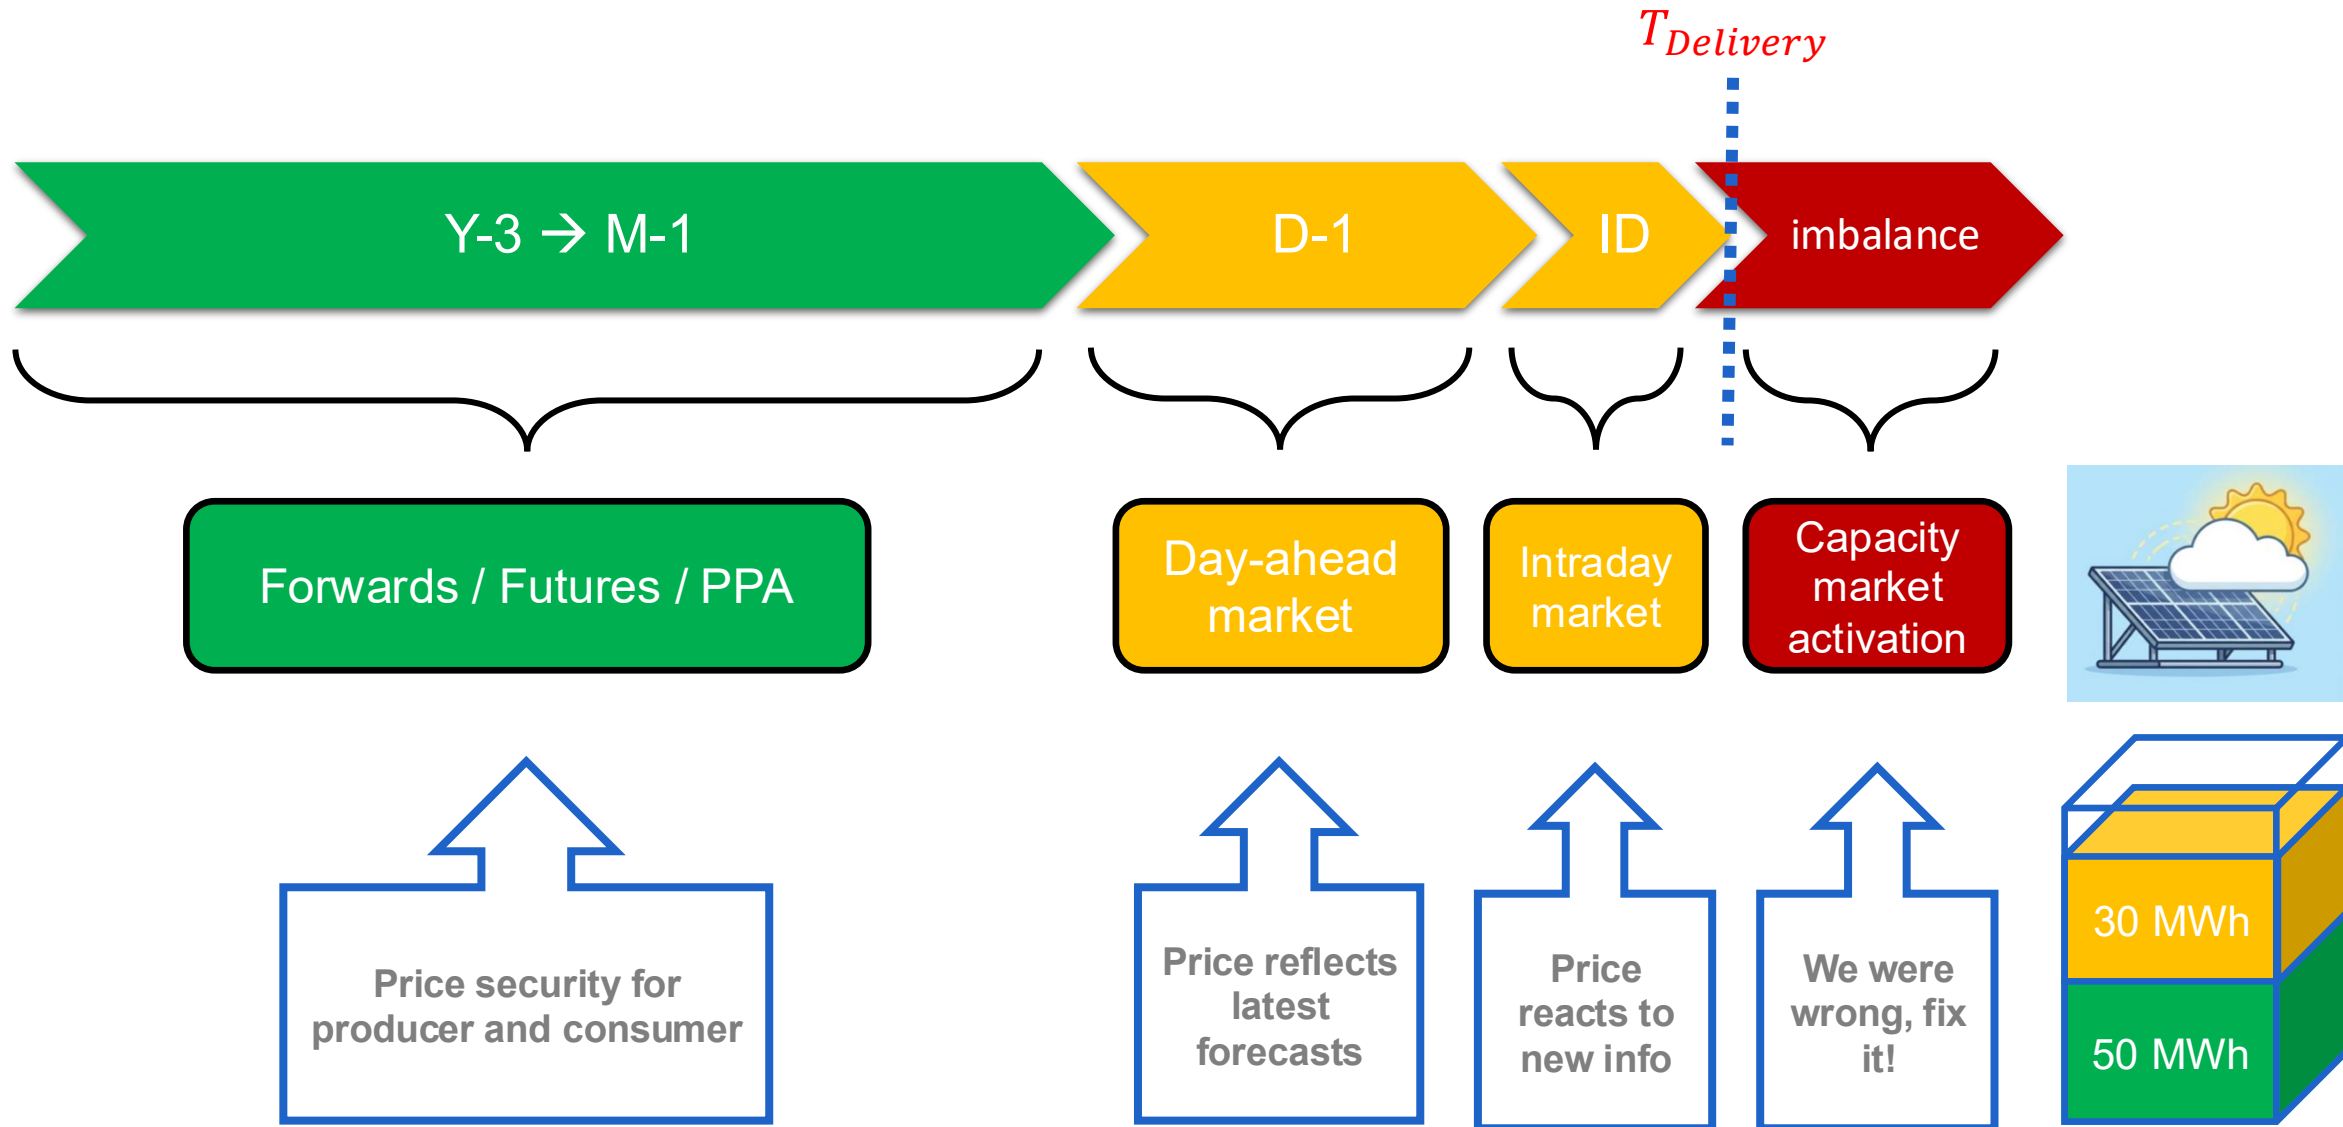 T_Delivery
Y-3 → M-1
D-1
ID
imbalance
Forwards / Futures / PPA
Day-ahead
market
Intraday
market
Capacity
market
activation
Price security for
producer and consumer
Price reflects
latest
forecasts
Price
reacts to
new info
We were
wrong, fix
it!
30 MWh
50 MWh